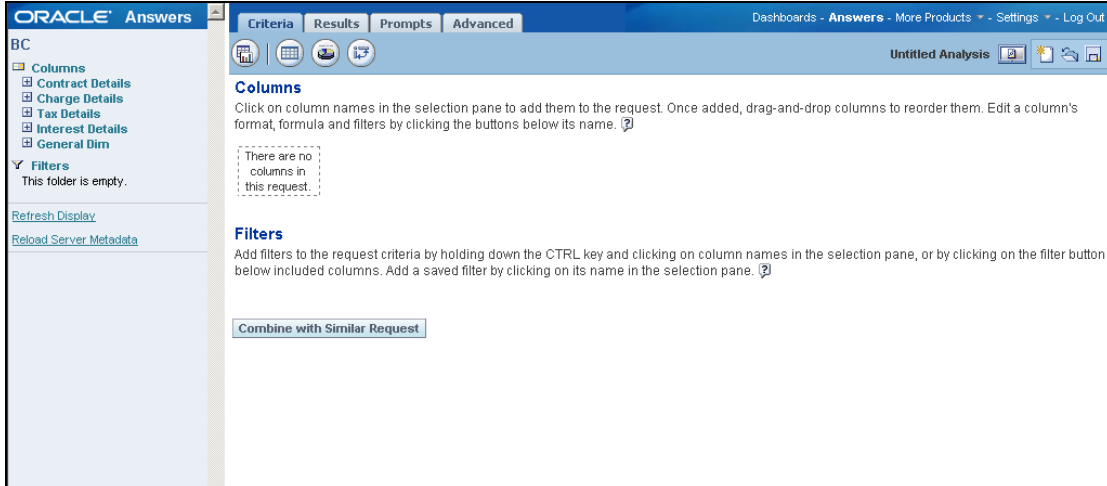 ORACLE Answers
BC
Columns
Contract Details
Charge Details
Tax Details
Interest Details
General Dim
Filters
This folder is empty.
Refresh Display
Reload Server Metadata
Criteria Results Prompts Advanced
Dashboards - Answers - More Products - Settings - Log Out
Untitled Analysis
Columns
Click on column names in the selection pane to add them to the request. Once added, drag-and-drop columns to reorder them. Edit a column's
format, formula and filters by clicking the buttons below its name.
There are no
columns in
this request.
Filters
Add filters to the request criteria by holding down the CTRL key and clicking on column names in the selection pane, or by clicking on the filter button
below included columns. Add a saved filter by clicking on its name in the selection pane.
Combine with Similar Request